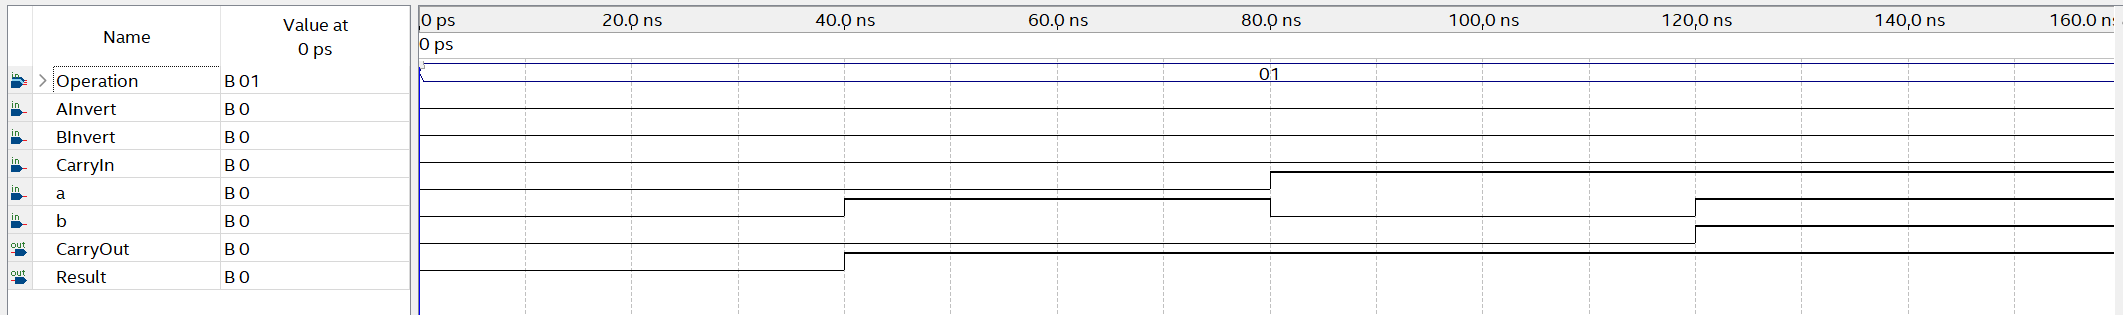 Name Value at 0 ps
0 ps 20.0 ns 40.0 ns 60.0 ns 80.0 ns 100.0 ns 120.0 ns 140.0 ns 160.0 n
0 ps
in > Operation B 01 01
in AInvert B 0
in BInvert B 0
in CarryIn B 0
in a B 0
in b B 0
out CarryOut B 0
out Result B 0